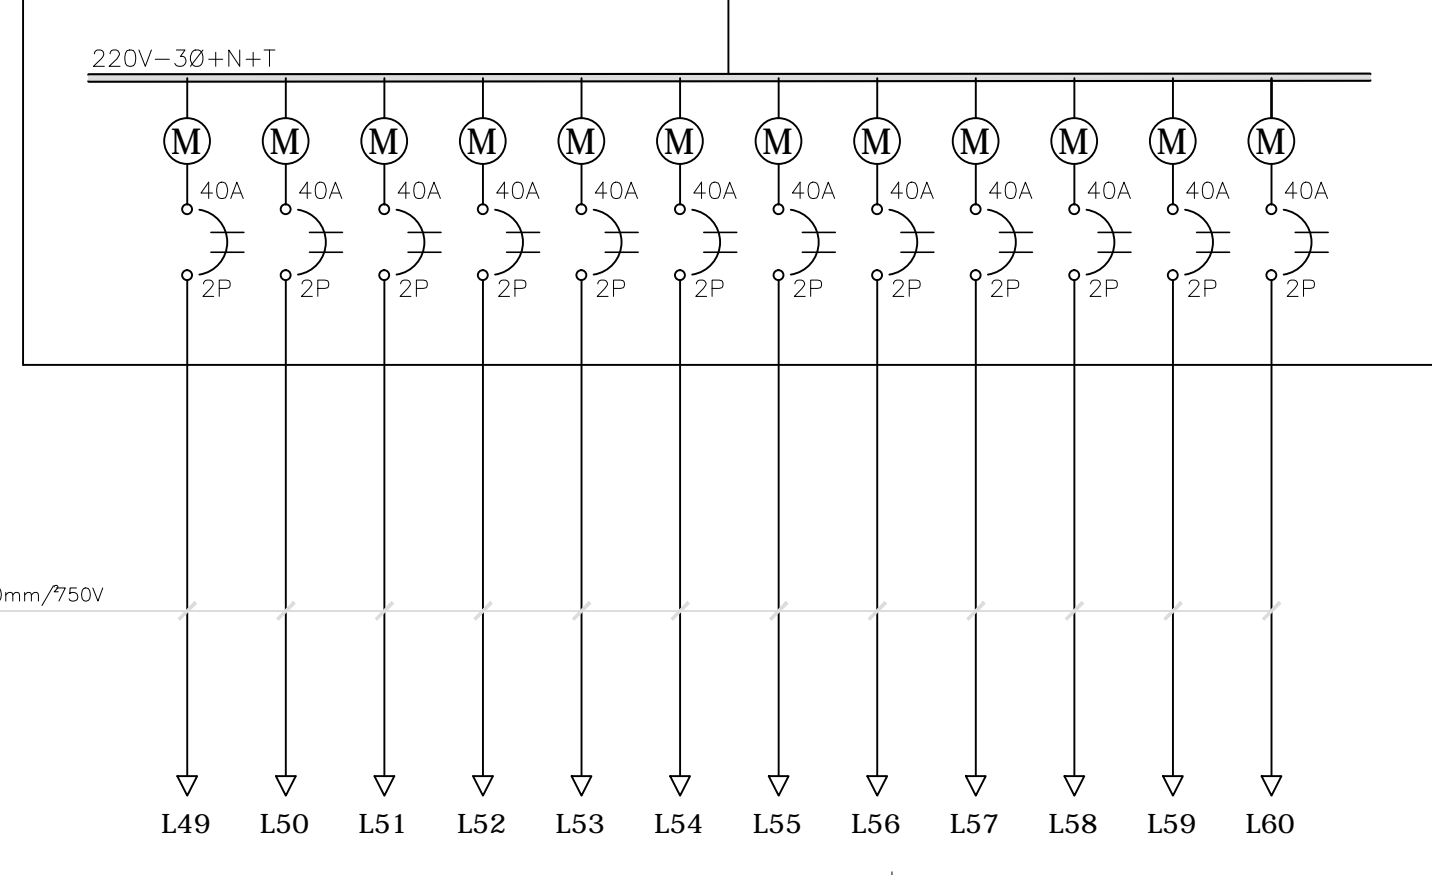 220V-3Ø+N+T
M M M M M M M M M M M M
40A 40A 40A 40A 40A 40A 40A 40A 40A 40A 40A 40A
2P 2P 2P 2P 2P 2P 2P 2P 2P 2P 2P 2P
0mm²/750V
L49 L50 L51 L52 L53 L54 L55 L56 L57 L58 L59 L60